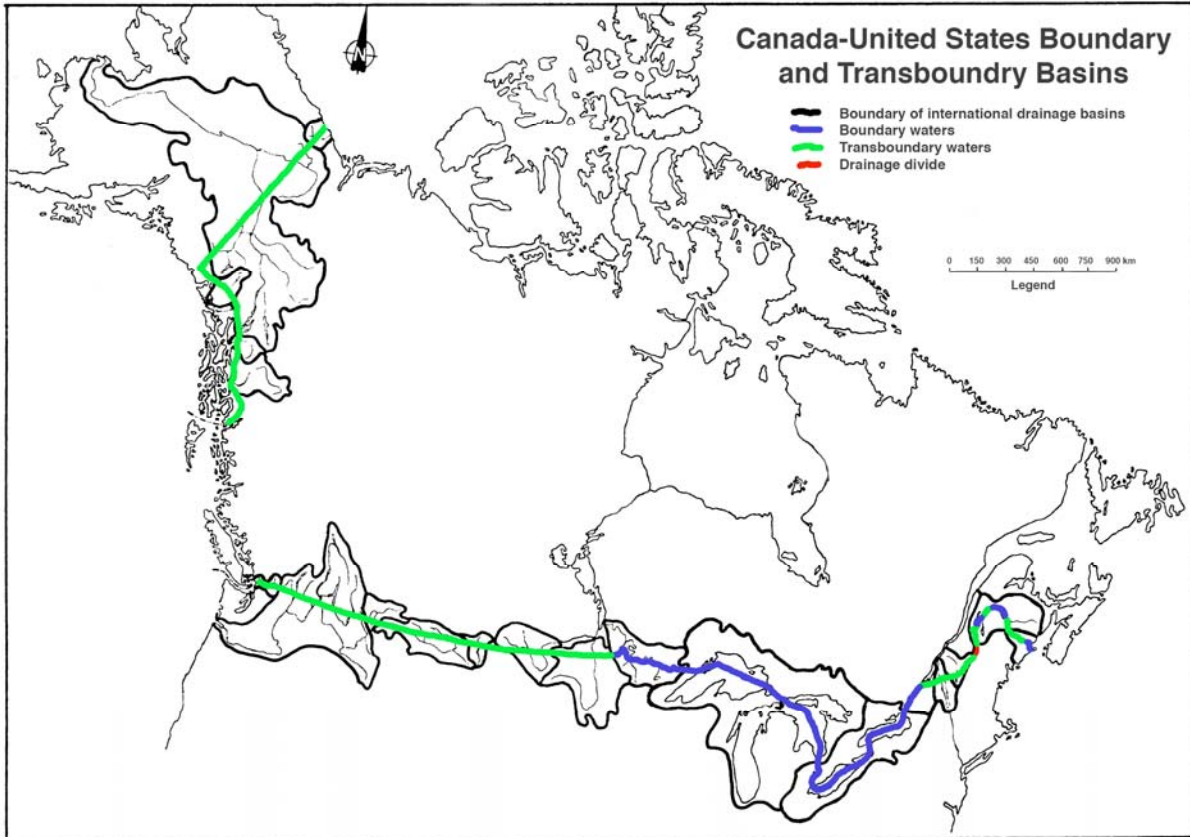 N
Canada-United States Boundary
and Transboundry Basins
Boundary of international drainage basins
Boundary waters
Transboundary waters
Drainage divide
0 150 300 450 600 750 900 km
Legend